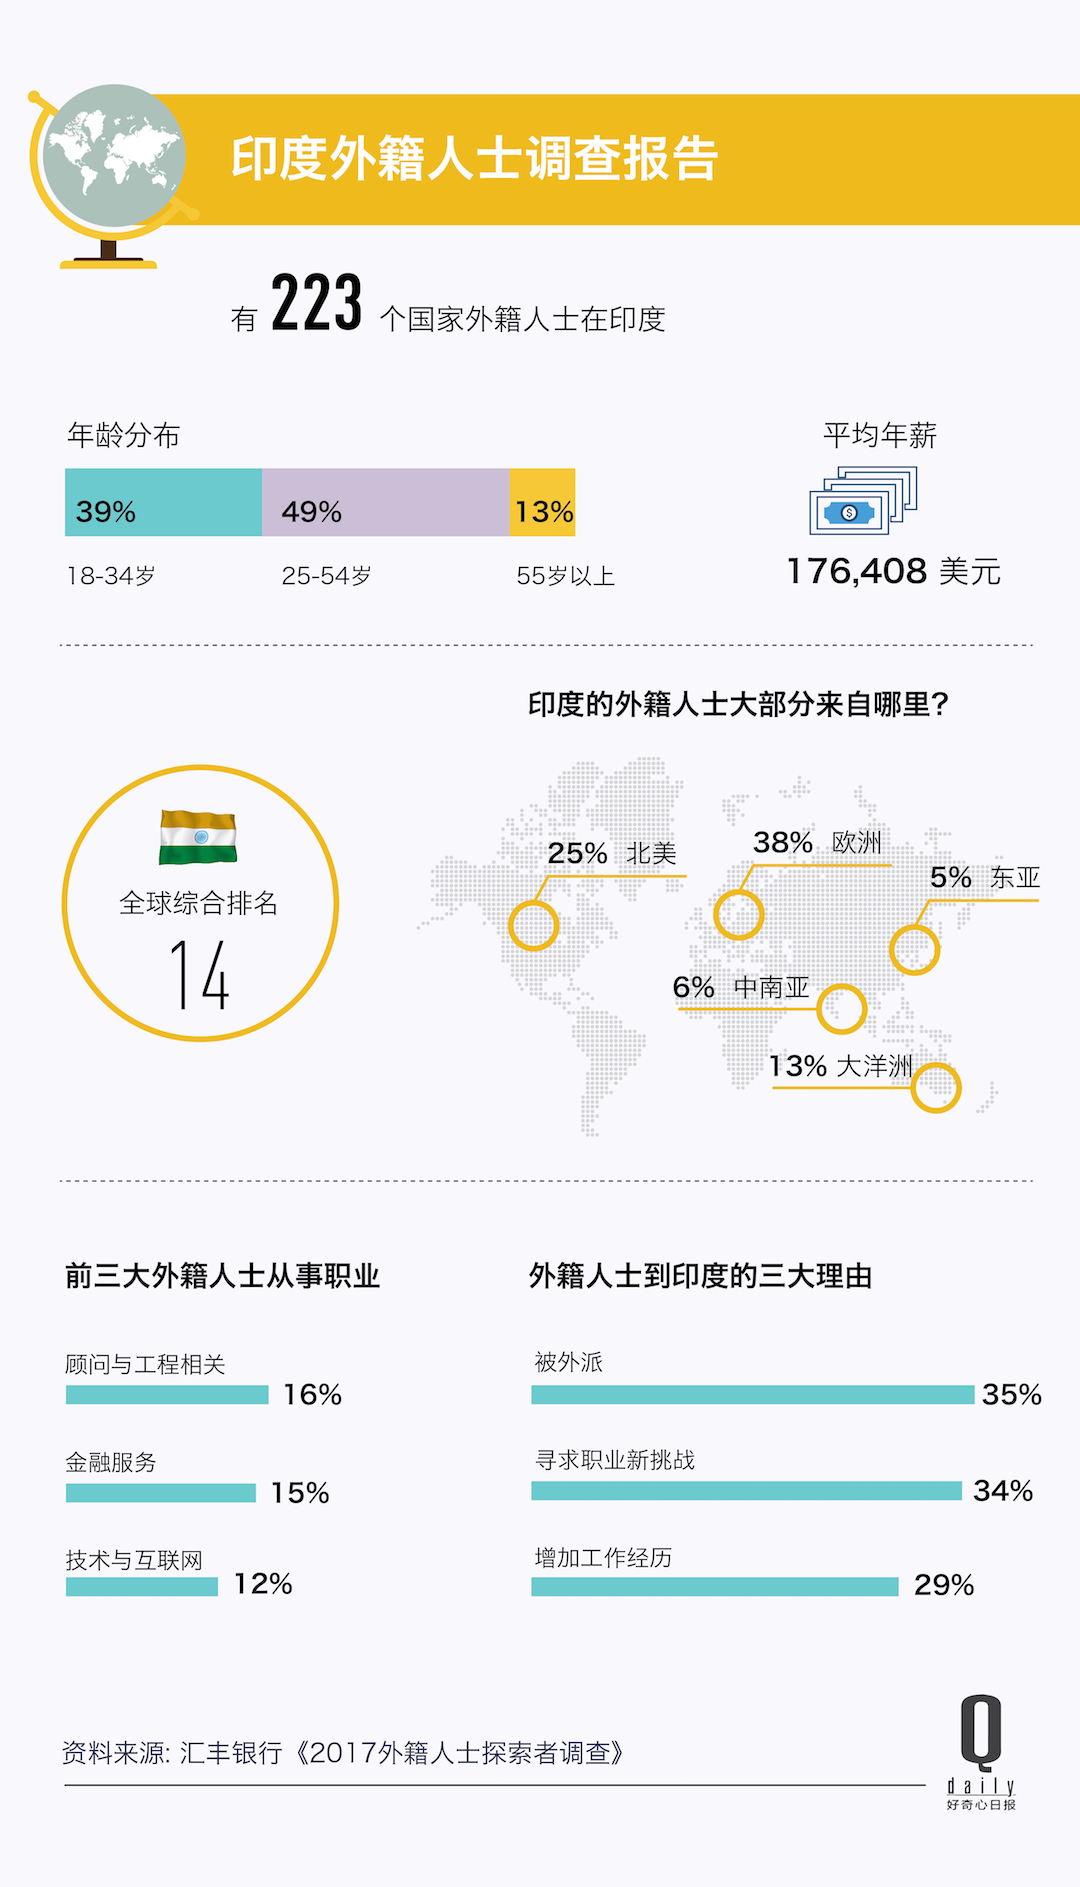 印度外籍人士调查报告
有 223 个国家外籍人士在印度
年龄分布
39% 49% 13%
18-34岁 25-54岁 55岁以上
平均年薪
$
176,408 美元
印度的外籍人士大部分来自哪里?
全球综合排名
14
25% 北美
38% 欧洲
5% 东亚
6% 中南亚
13% 大洋洲
前三大外籍人士从事职业
顾问与工程相关
16%
金融服务
15%
技术与互联网
12%
外籍人士到印度的三大理由
被外派
35%
寻求职业新挑战
34%
增加工作经历
29%
资料来源: 汇丰银行《2017外籍人士探索者调查》
Q
daily
好奇心日报